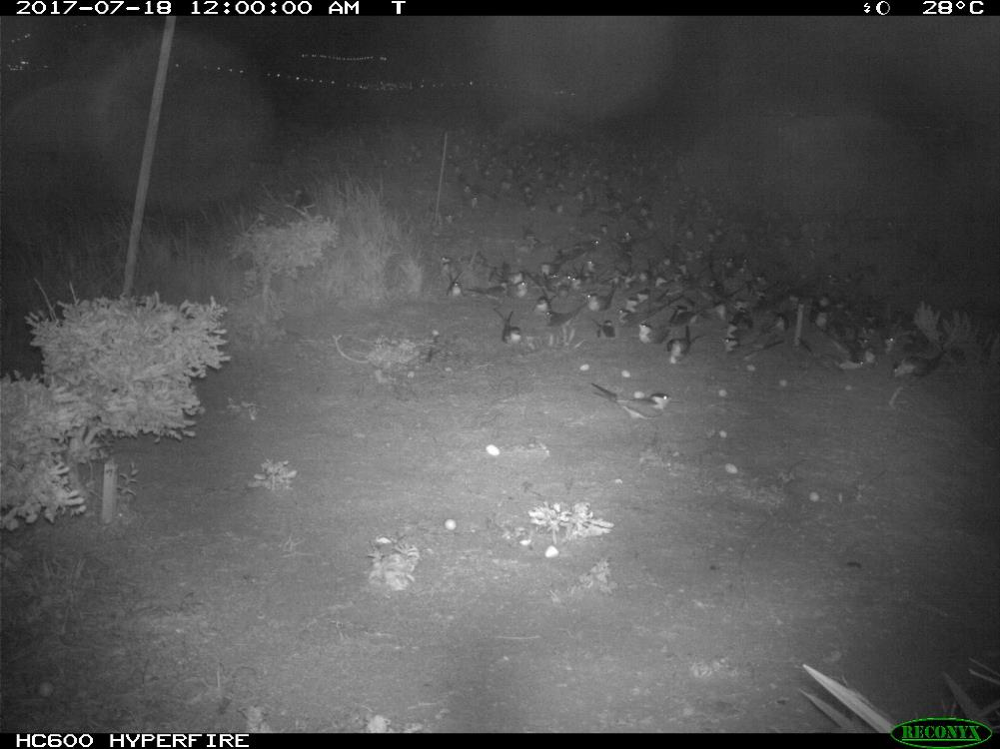 2017-07-18 12:00:00 AM T 28°C
HC600 HYPERFIRE RECONYX